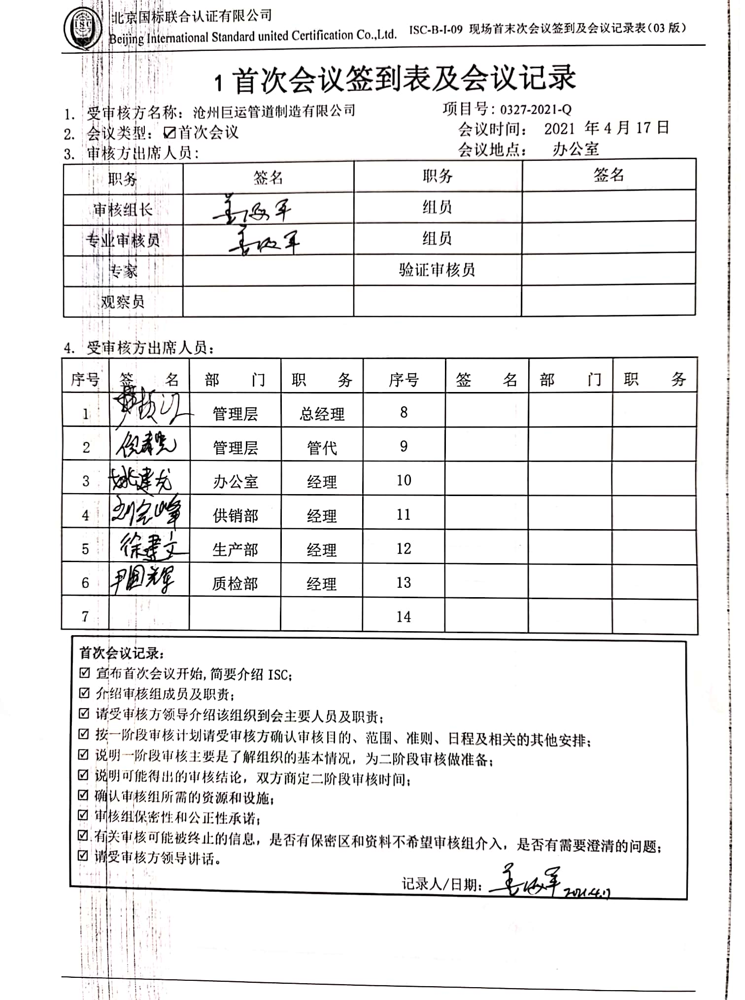 北京国标联合认证有限公司
Beijing International Standard united Certification Co.,Ltd. ISC-B-I-09 现场首末次会议签到及会议记录表(03 版)
ISC
1 首次会议签到表及会议记录
1. 受审核方名称：沧州巨运管道制造有限公司 项目号：0327-2021-Q
2. 会议类型：☑首次会议 会议时间： 2021 年 4 月 17 日
3. 审核方出席人员： 会议地点： 办公室
职务 签名 职务 签名
审核组长 组员
专业审核员 组员
专家 验证审核员
观察员
4. 受审核方出席人员：
序号 签 名 部 门 职 务 序号 签 名 部 门 职 务
1 管理层 总经理 8
2 管理层 管代 9
3 姚建龙 办公室 经理 10
4 刘会峰 供销部 经理 11
5 徐建文 生产部 经理 12
6 尹国辉 质检部 经理 13
7 14
首次会议记录：
☑ 宣布首次会议开始,简要介绍 ISC；
☑ 介绍审核组成员及职责；
☑ 请受审核方领导介绍该组织到会主要人员及职责；
☑ 按一阶段审核计划请受审核方确认审核目的、范围、准则、日程及相关的其他安排；
☑ 说明一阶段审核主要是了解组织的基本情况，为二阶段审核做准备；
☑ 说明可能得出的审核结论，双方商定二阶段审核时间；
☑ 确认审核组所需的资源和设施；
☑ 审核组保密性和公正性承诺；
☑ 有关审核可能被终止的信息，是否有保密区和资料不希望审核组介入，是否有需要澄清的问题；
☑ 请受审核方领导讲话。
记录人/日期： 2021.4.17